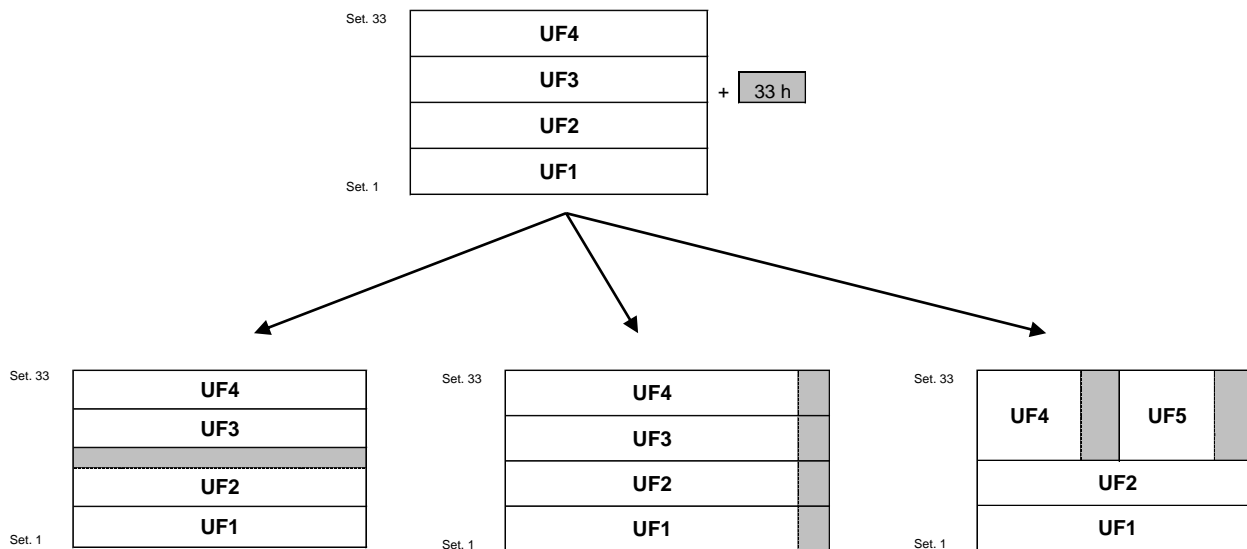 Set. 33
UF4
UF3
+ 33 h
UF2
UF1
Set. 1
Set. 33
UF4
UF3
UF2
UF1
Set. 1
Set. 33
UF4
UF3
UF2
UF1
Set. 1
Set. 33
UF4 UF5
UF2
UF1
Set. 1